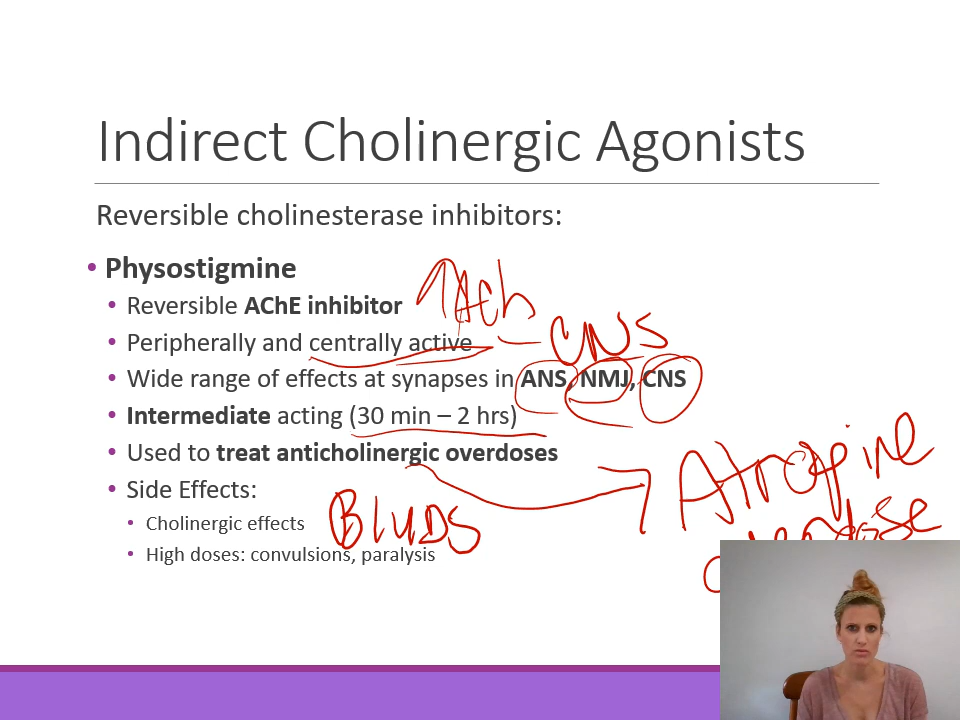 Indirect Cholinergic Agonists
Reversible cholinesterase inhibitors:
• Physostigmine
• Reversible AChE inhibitor
↑ACh
• Peripherally and centrally active
– CNS
• Wide range of effects at synapses in ANS, NMJ, CNS
• Intermediate acting (30 min – 2 hrs)
• Used to treat anticholinergic overdoses
Atropine
overdose
• Side Effects:
• Cholinergic effects
BLUDS
• High doses: convulsions, paralysis